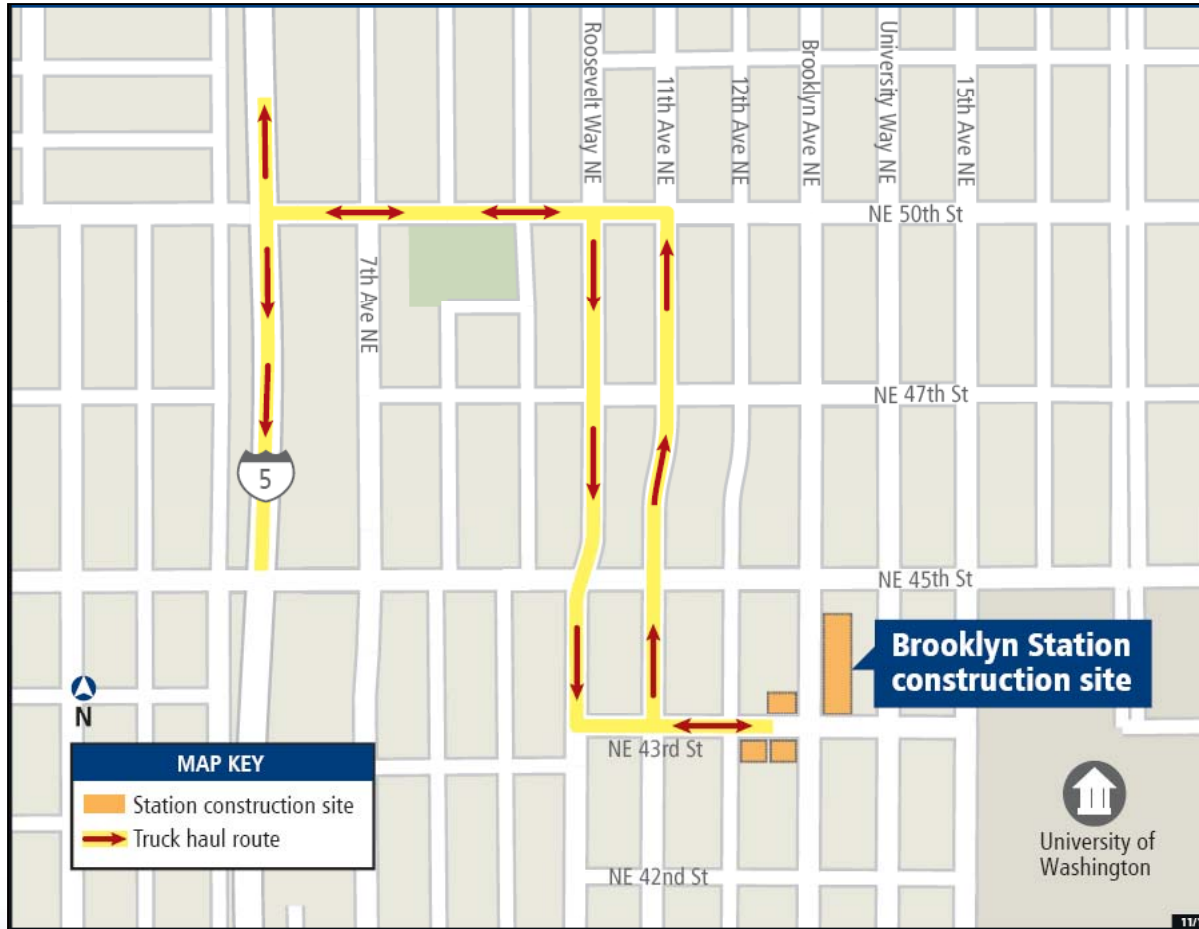 Roosevelt Way NE
11th Ave NE
12th Ave NE
Brooklyn Ave NE
University Way NE
15th Ave NE
NE 50th St
7th Ave NE
NE 47th St
5
NE 45th St
Brooklyn Station
construction site
N
NE 43rd St
MAP KEY
Station construction site
Truck haul route
University of
Washington
NE 42nd St